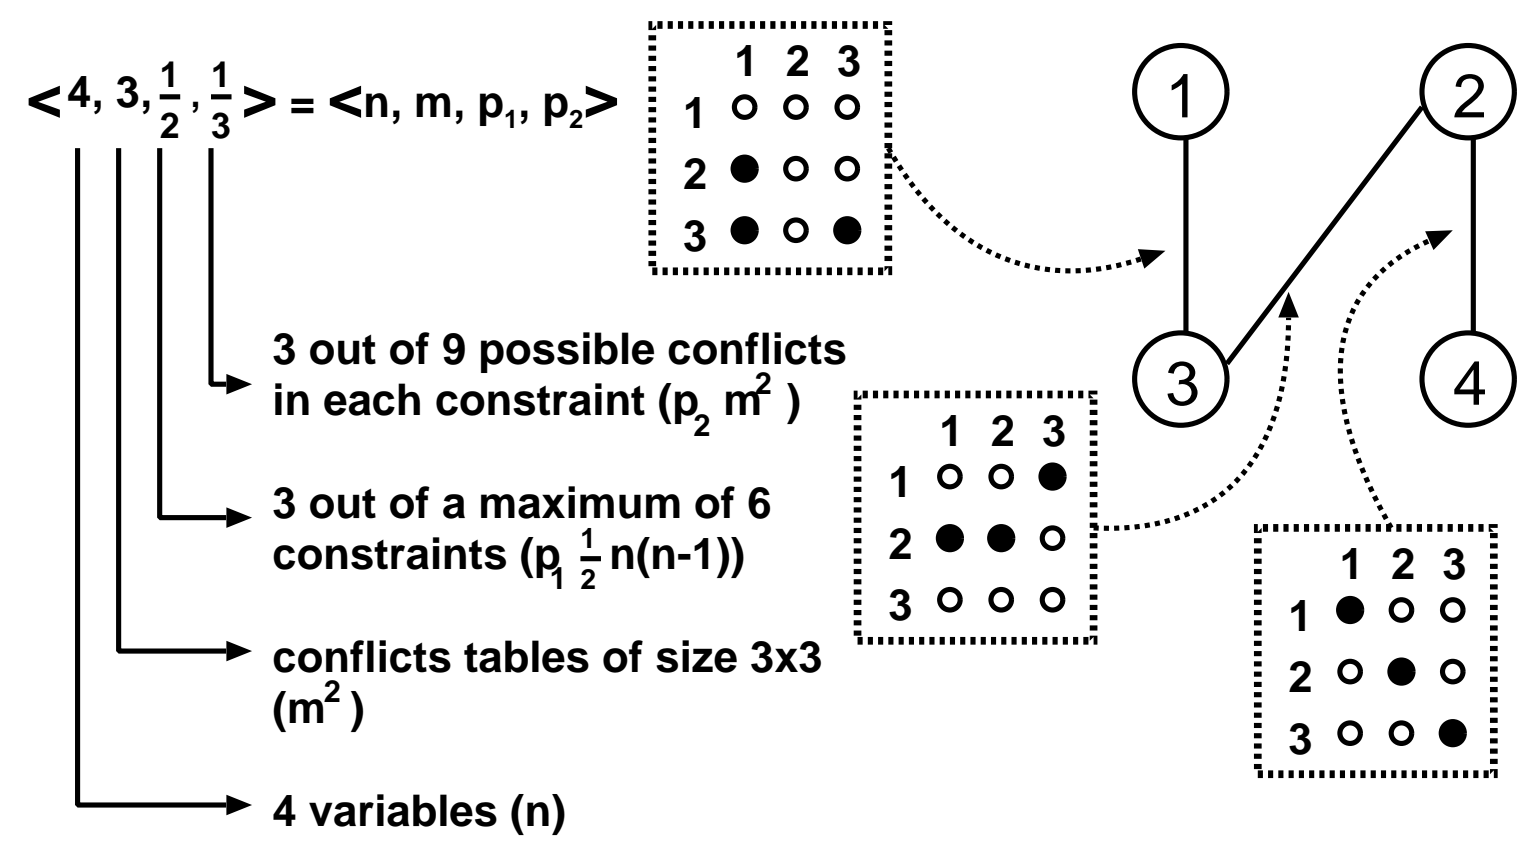 <4, 3, 1/2, 1/3> = <n, m, p1, p2>
1 2 3
1
2
3
1
2
3
4
3 out of 9 possible conflicts
in each constraint (p2 m2 )
3 out of a maximum of 6
constraints (p1 1/2 n(n-1))
conflicts tables of size 3x3
(m2 )
4 variables (n)
1 2 3
1
2
3
1 2 3
1
2
3